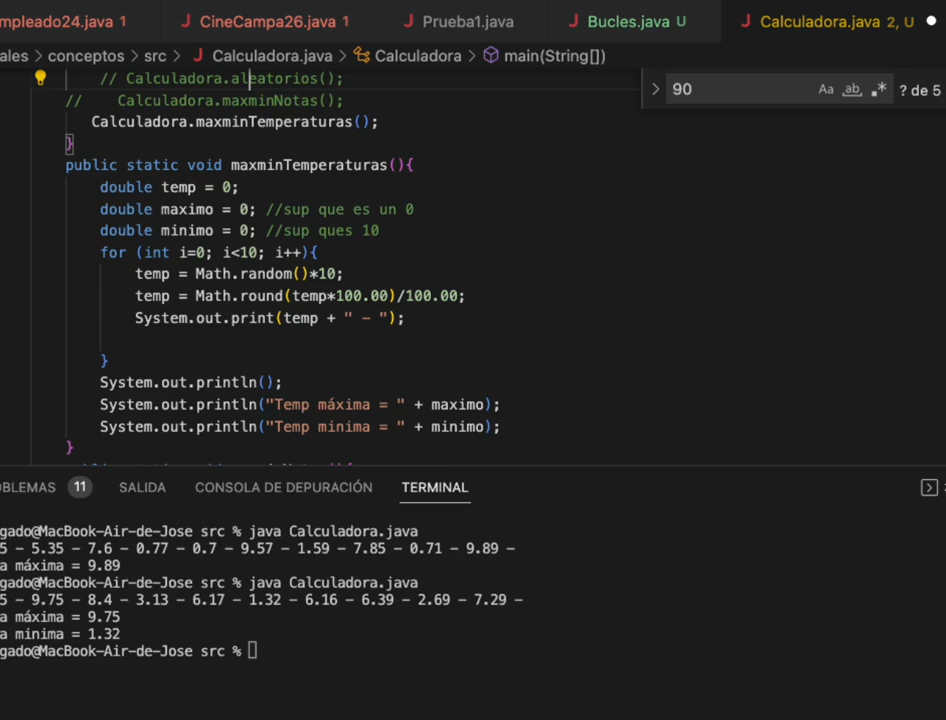 mpleado24.java 1 CineCampa26.java 1 Prueba1.java Bucles.java U Calculadora.java 2, U
ales > conceptos > src > Calculadora.java > Calculadora > main(String[])
// Calculadora.aleatorios();
90 Aa ab ? de 5
// Calculadora.maxminNotas();
Calculadora.maxminTemperaturas();
}
public static void maxminTemperaturas(){
double temp = 0;
double maximo = 0; //sup que es un 0
double minimo = 0; //sup ques 10
for (int i=0; i<10; i++){
temp = Math.random()*10;
temp = Math.round(temp*100.00)/100.00;
System.out.print(temp + " - ");
}
System.out.println();
System.out.println("Temp máxima = " + maximo);
System.out.println("Temp minima = " + minimo);
}
OBLEMAS 11 SALIDA CONSOLA DE DEPURACIÓN TERMINAL
gado@MacBook-Air-de-Jose src % java Calculadora.java
5 - 5.35 - 7.6 - 0.77 - 0.7 - 9.57 - 1.59 - 7.85 - 0.71 - 9.89 -
a máxima = 9.89
gado@MacBook-Air-de-Jose src % java Calculadora.java
5 - 9.75 - 8.4 - 3.13 - 6.17 - 1.32 - 6.16 - 6.39 - 2.69 - 7.29 -
a máxima = 9.75
a minima = 1.32
gado@MacBook-Air-de-Jose src %